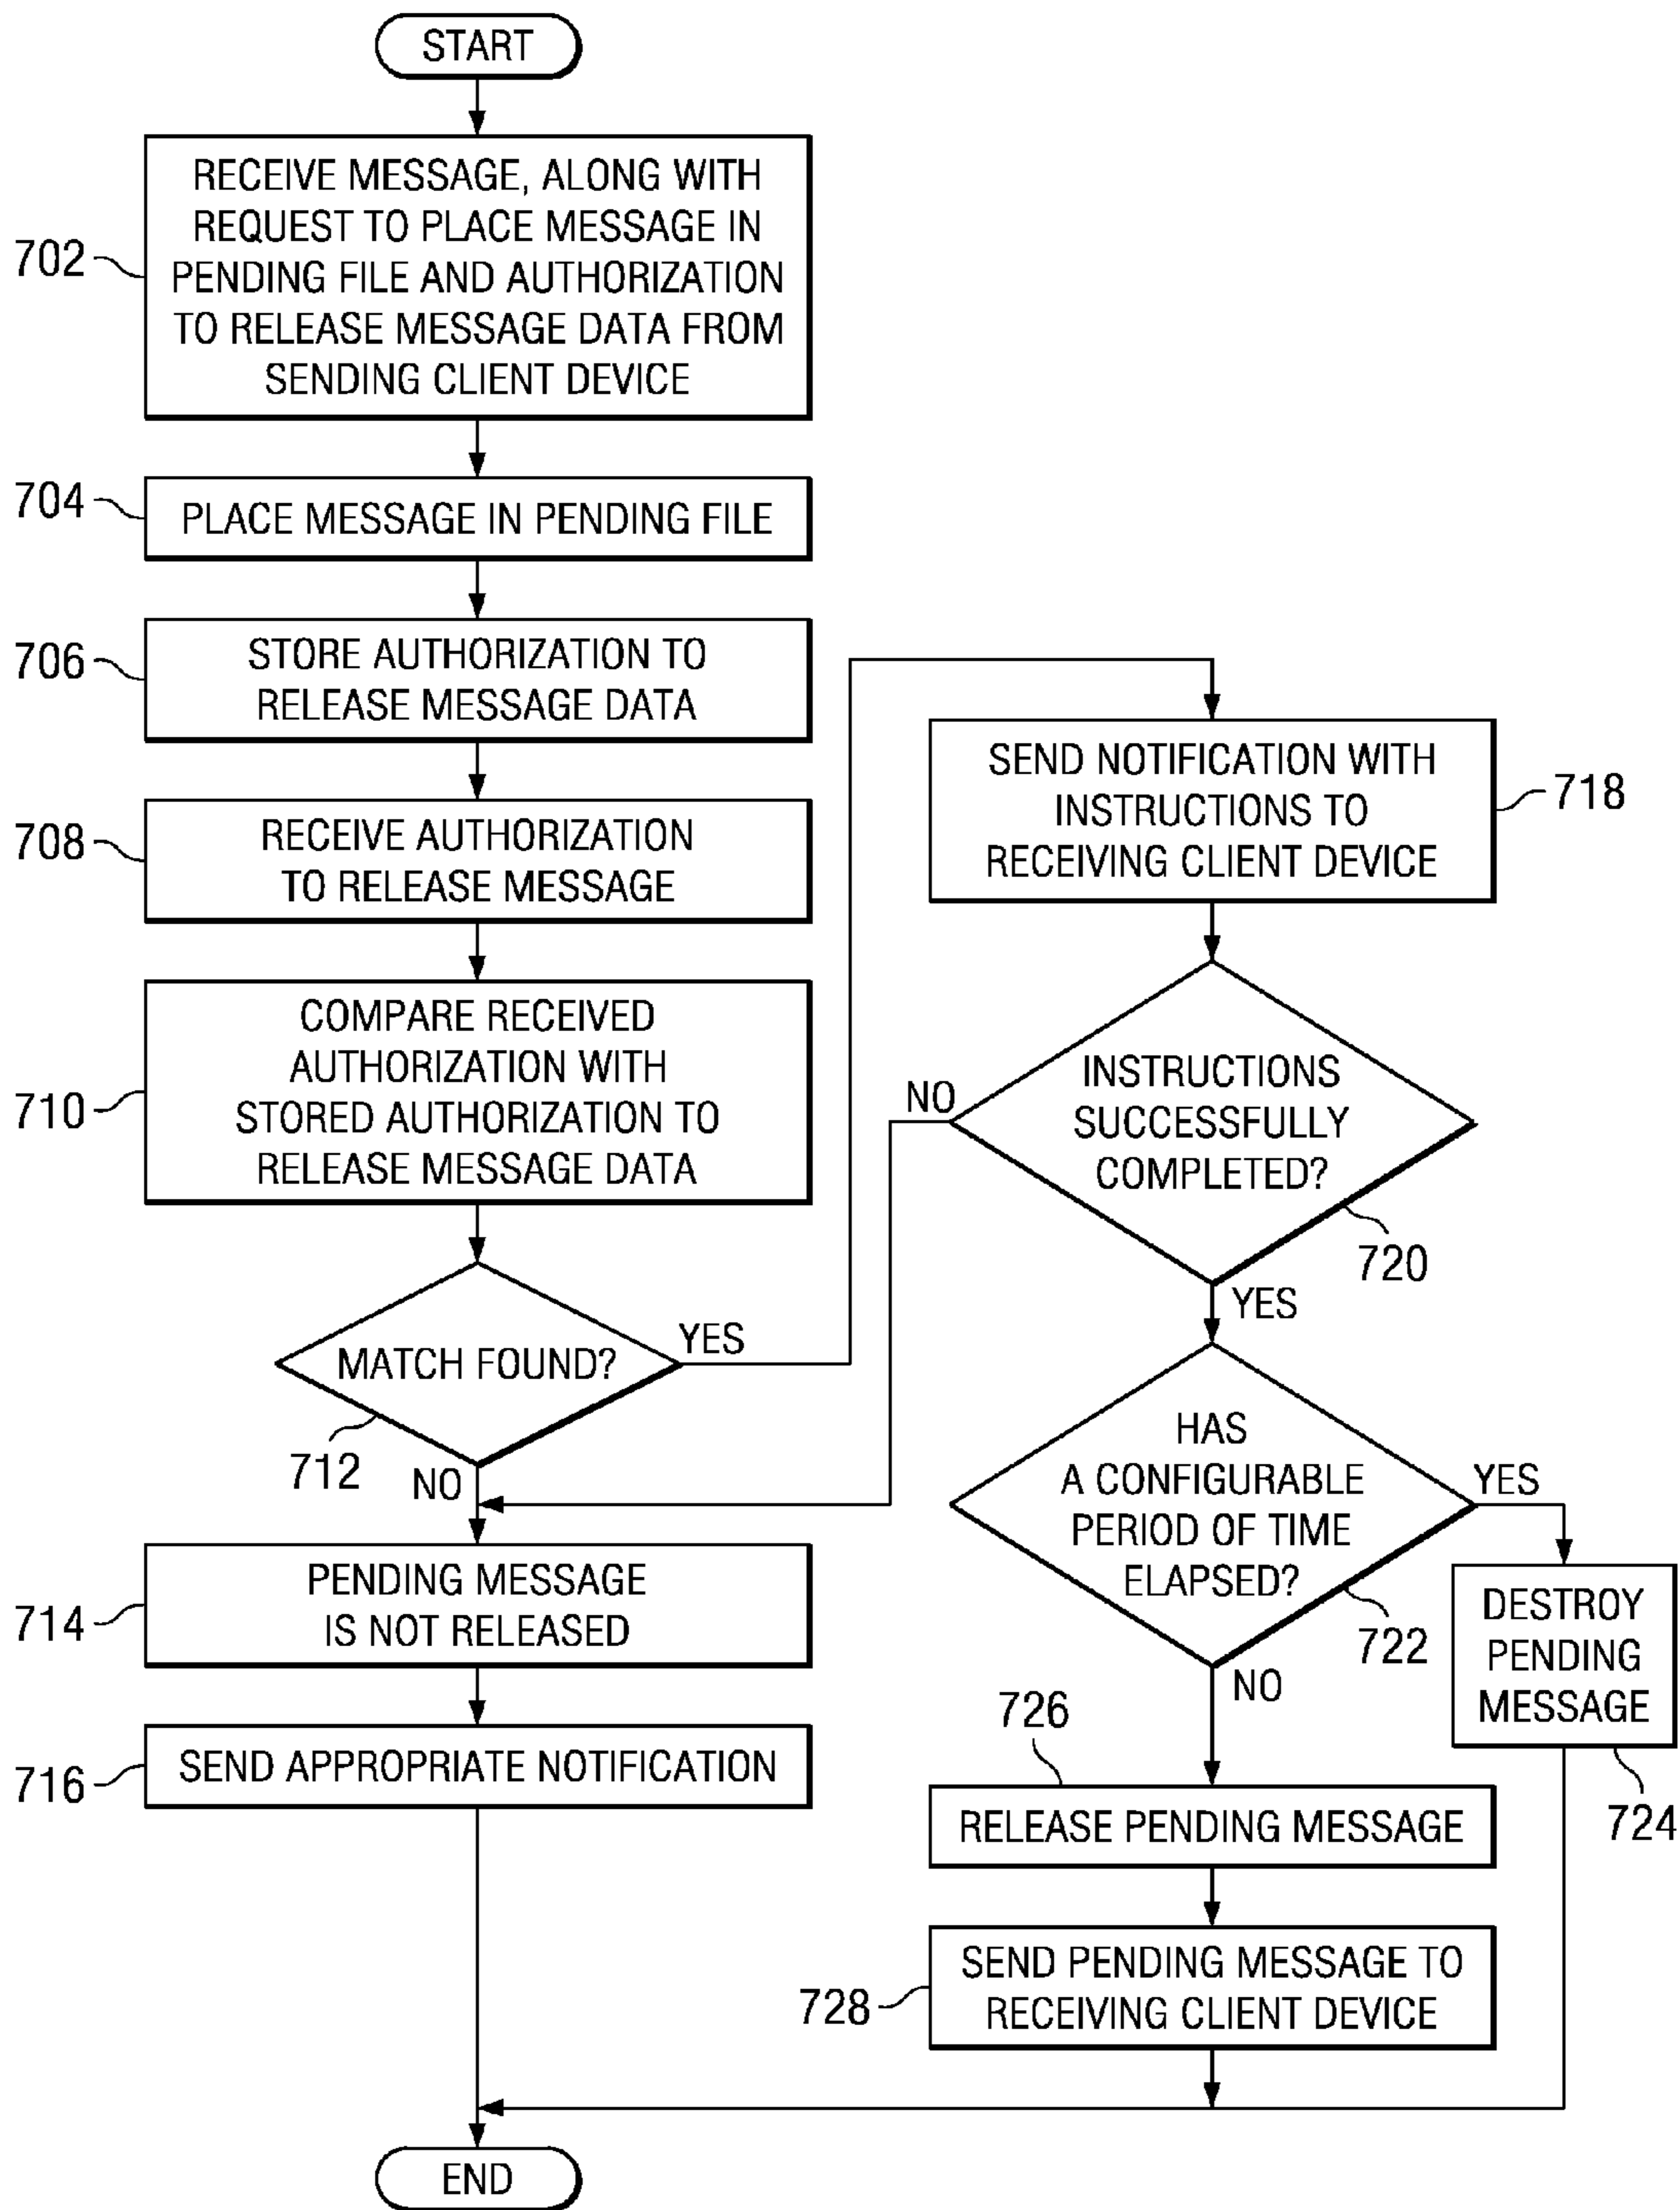 START
702
RECEIVE MESSAGE, ALONG WITH
REQUEST TO PLACE MESSAGE IN
PENDING FILE AND AUTHORIZATION
TO RELEASE MESSAGE DATA FROM
SENDING CLIENT DEVICE
704
PLACE MESSAGE IN PENDING FILE
706
STORE AUTHORIZATION TO
RELEASE MESSAGE DATA
708
RECEIVE AUTHORIZATION
TO RELEASE MESSAGE
710
COMPARE RECEIVED
AUTHORIZATION WITH
STORED AUTHORIZATION TO
RELEASE MESSAGE DATA
MATCH FOUND?
YES
712
NO
714
PENDING MESSAGE
IS NOT RELEASED
716
SEND APPROPRIATE NOTIFICATION
SEND NOTIFICATION WITH
INSTRUCTIONS TO
RECEIVING CLIENT DEVICE
718
NO
INSTRUCTIONS
SUCCESSFULLY
COMPLETED?
720
YES
HAS
A CONFIGURABLE
PERIOD OF TIME
ELAPSED?
YES
722
NO
DESTROY
PENDING
MESSAGE
724
726
RELEASE PENDING MESSAGE
728
SEND PENDING MESSAGE TO
RECEIVING CLIENT DEVICE
END